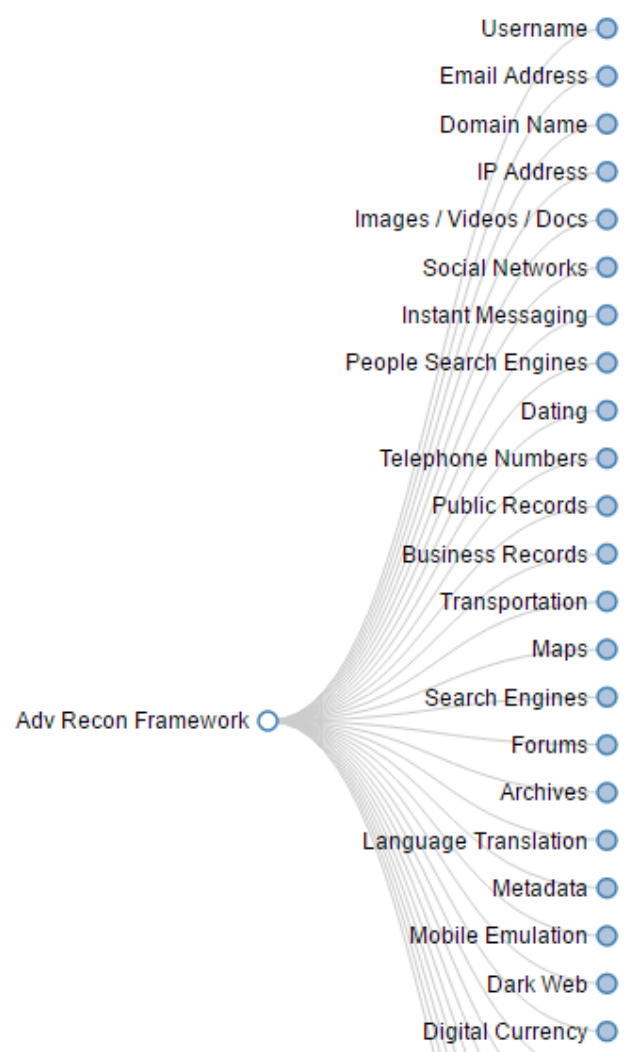 Username
Email Address
Domain Name
IP Address
Images / Videos / Docs
Social Networks
Instant Messaging
People Search Engines
Dating
Telephone Numbers
Public Records
Business Records
Transportation
Maps
Search Engines
Adv Recon Framework
Forums
Archives
Language Translation
Metadata
Mobile Emulation
Dark Web
Digital Currency